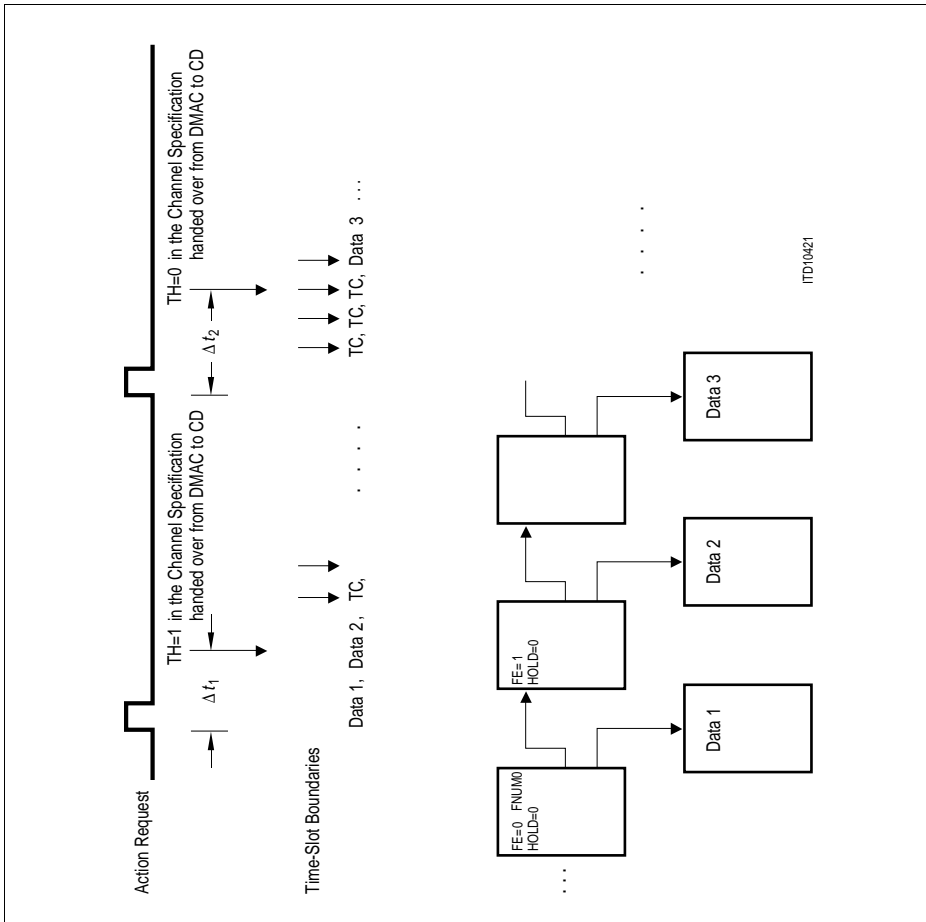 Action Request
TH=1 in the Channel Specification
handed over from DMAC to CD
TH=0 in the Channel Specification
handed over from DMAC to CD
Δt1
Δt2
Time-Slot Boundaries
Data 1, Data 2, TC,
. . . .
TC, TC, TC, Data 3 . . .
. . .
FE=0 FNUM0
HOLD=0
FE=1
HOLD=0
. . . .
Data 1
Data 2
Data 3
ITD10421